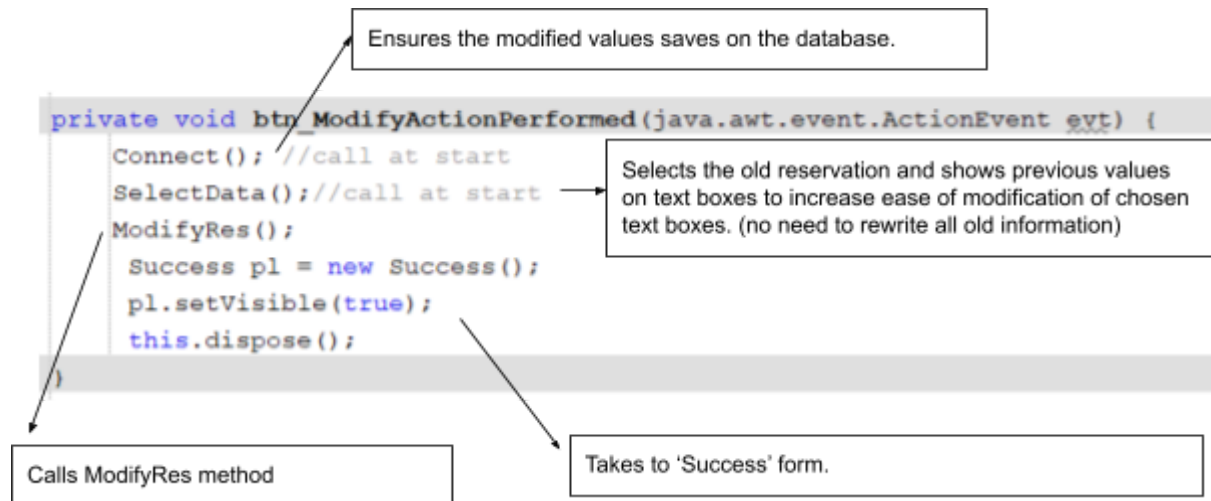 Ensures the modified values saves on the database.
private void btn_ModifyActionPerformed(java.awt.event.ActionEvent evt) {
Connect(); //call at start
SelectData();//call at start
ModifyRes();
Success pl = new Success();
pl.setVisible(true);
this.dispose();
}
Selects the old reservation and shows previous values
on text boxes to increase ease of modification of chosen
text boxes. (no need to rewrite all old information)
Calls ModifyRes method
Takes to ‘Success’ form.